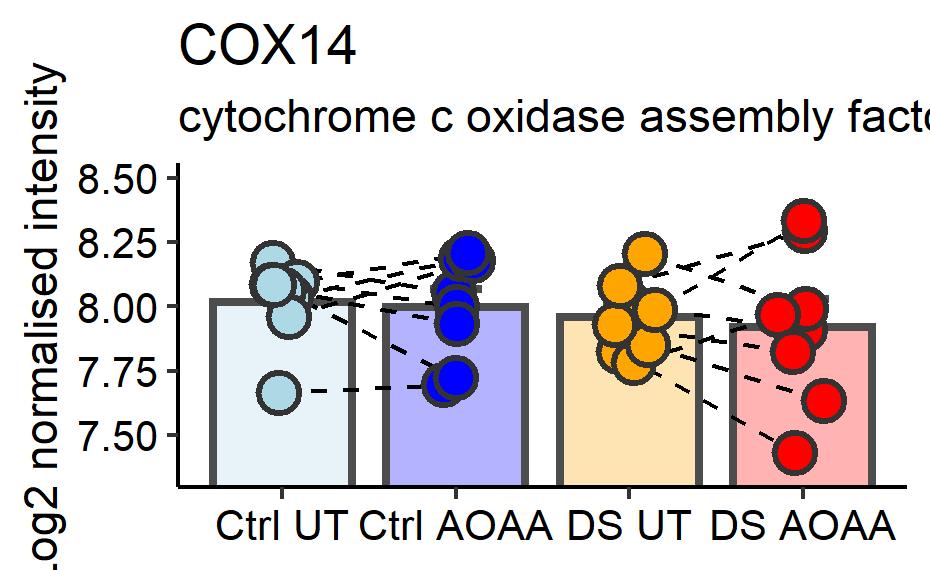 COX14
cytochrome c oxidase assembly facto
og2 normalised intensity
8.50
8.25
8.00
7.75
7.50
Ctrl UT Ctrl AOAA DS UT DS AOAA